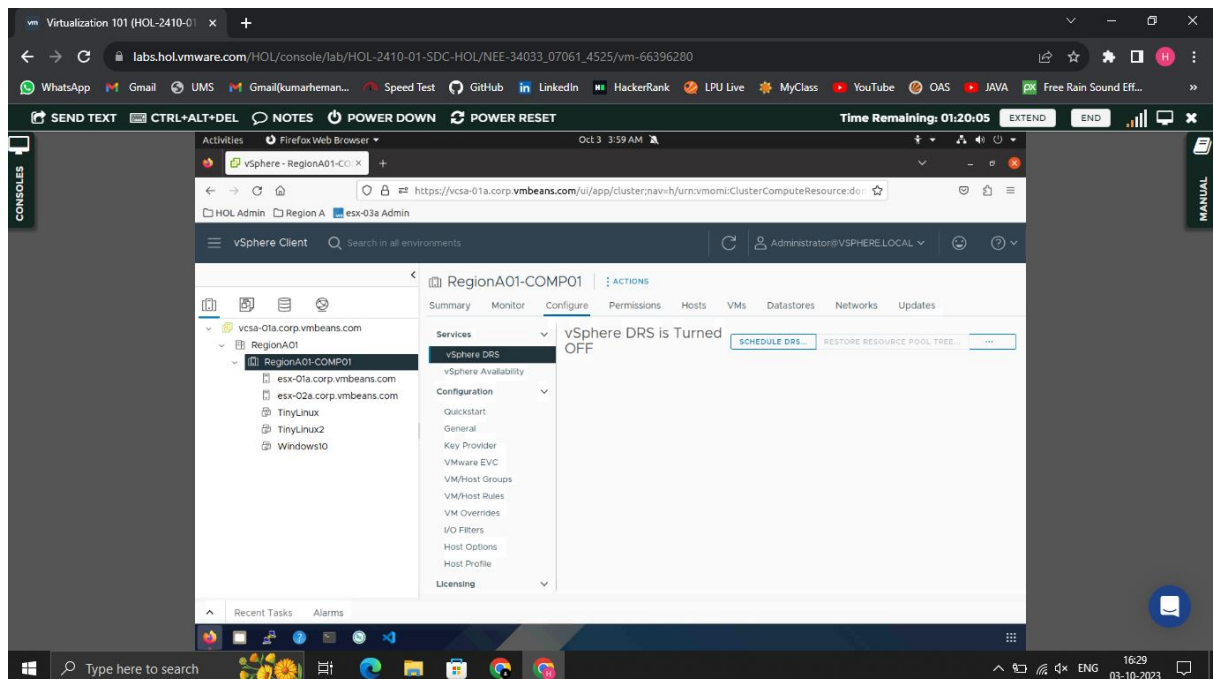 vm Virtualization 101 (HOL-2410-01
labs.hol.vmware.com/HOL/console/lab/HOL-2410-01-SDC-HOL/NEE-34033_07061_4525/vm-66396280
H
WhatsApp Gmail UMS Gmail(kumarheman... Speed Test GitHub LinkedIn HackerRank LPU Live MyClass YouTube OAS JAVA Free Rain Sound Eff... »
SEND TEXT CTRL+ALT+DEL NOTES POWER DOWN POWER RESET Time Remaining: 01:20:05 EXTEND END
CONSOLES
MANUAL
Activities Firefox Web Browser Oct 3 3:59 AM
vSphere - RegionA01-CO
https://vcsa-01a.corp.vmbeans.com/ui/app/cluster;nav=h/urn:vmomi:ClusterComputeResource:dom
HOL Admin Region A esx-03a Admin
vSphere Client Search in all environments Administrator@VSPHERE.LOCAL
RegionA01-COMP01 ACTIONS
Summary Monitor Configure Permissions Hosts VMs Datastores Networks Updates
vcsa-01a.corp.vmbeans.com
RegionA01
RegionA01-COMP01
esx-01a.corp.vmbeans.com
esx-02a.corp.vmbeans.com
TinyLinux
TinyLinux2
Windows10
Services
vSphere DRS
vSphere Availability
Configuration
Quickstart
General
Key Provider
VMware EVC
VM/Host Groups
VM/Host Rules
VM Overrides
I/O Filters
Host Options
Host Profile
Licensing
vSphere DRS is Turned
OFF
SCHEDULE DRS... RESTORE RESOURCE POOL TREE... ...
Recent Tasks Alarms
Type here to search
ENG
16:29
03-10-2023